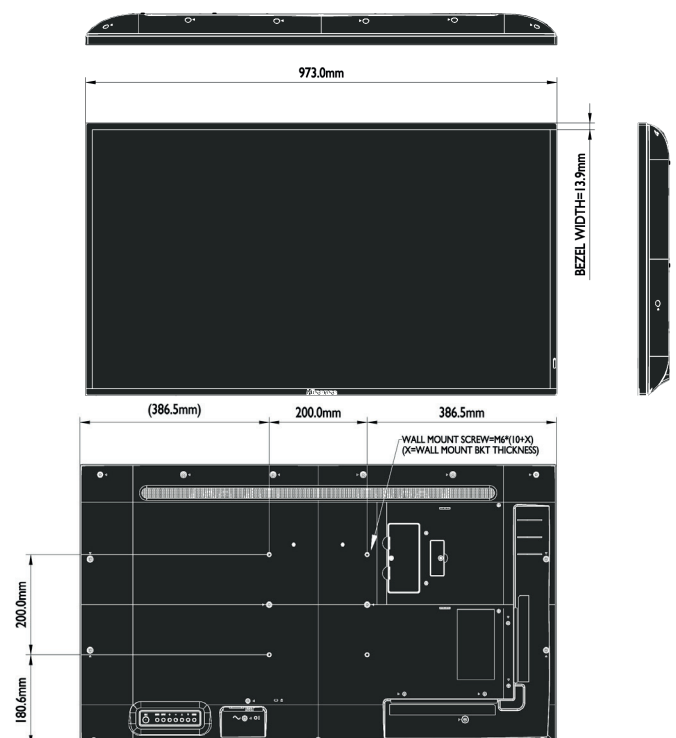 973.0mm
BEZEL WIDTH=13.9mm
Hisense
(386.5mm)
200.0mm
386.5mm
WALL MOUNT SCREW=M6*(10+X)
(X=WALL MOUNT BKT THICKNESS)
200.0mm
180.6mm